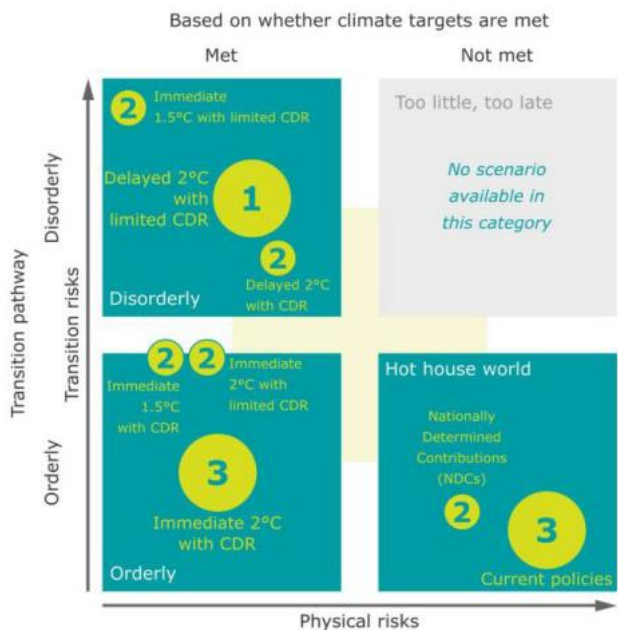 Based on whether climate targets are met
Met
Not met
Transition pathway
Transition risks
Disorderly
Orderly
2
Immediate
1.5°C with limited CDR
Delayed 2°C
with
limited CDR
1
2
Delayed 2°C
with CDR
Disorderly
Too little, too late
No scenario
available in
this category
2
2
Immediate
1.5°C
with CDR
Immediate
2°C with
limited CDR
3
Immediate 2°C
with CDR
Orderly
Hot house world
Nationally
Determined
Contributions
(NDCs)
2
3
Current policies
Physical risks